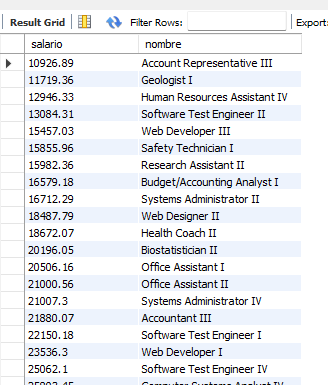 Result Grid Filter Rows: Export:
salario nombre
10926.89 Account Representative III
11719.36 Geologist I
12946.33 Human Resources Assistant IV
13084.31 Software Test Engineer II
15457.03 Web Developer III
15855.96 Safety Technician I
15982.36 Research Assistant II
16579.18 Budget/Accounting Analyst I
16712.29 Systems Administrator II
18487.79 Web Designer II
18672.07 Health Coach II
20196.05 Biostatistician II
20506.16 Office Assistant I
21000.56 Office Assistant II
21007.3 Systems Administrator IV
21880.07 Accountant III
22150.18 Software Test Engineer I
23536.3 Web Developer I
25062.1 Software Test Engineer IV
Computer Systems Analyst IV